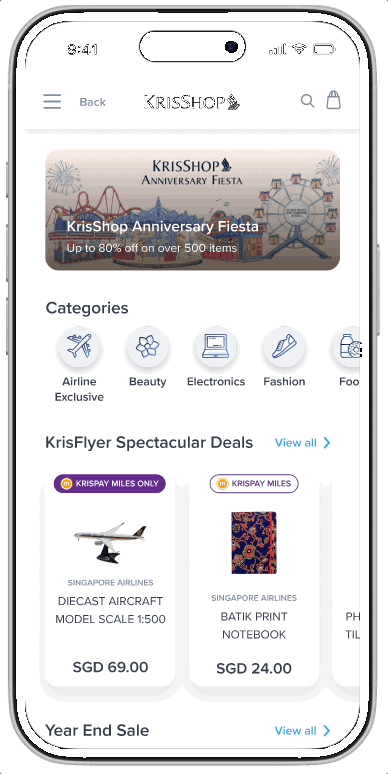 9:41
Back
KRISSHOP
KRISSHOP
ANNIVERSARY FIESTA
KrisShop Anniversary Fiesta
Up to 80% off on over 500 items
Categories
Airline
Exclusive
Beauty
Electronics
Fashion
Foo
KrisFlyer Spectacular Deals
View all
KRISPAY MILES ONLY
SINGAPORE AIRLINES
DIECAST AIRCRAFT
MODEL SCALE 1:500
SGD 69.00
KRISPAY MILES
SINGAPORE AIRLINES
BATIK PRINT
NOTEBOOK
SGD 24.00
PH
TIL
Year End Sale
View all